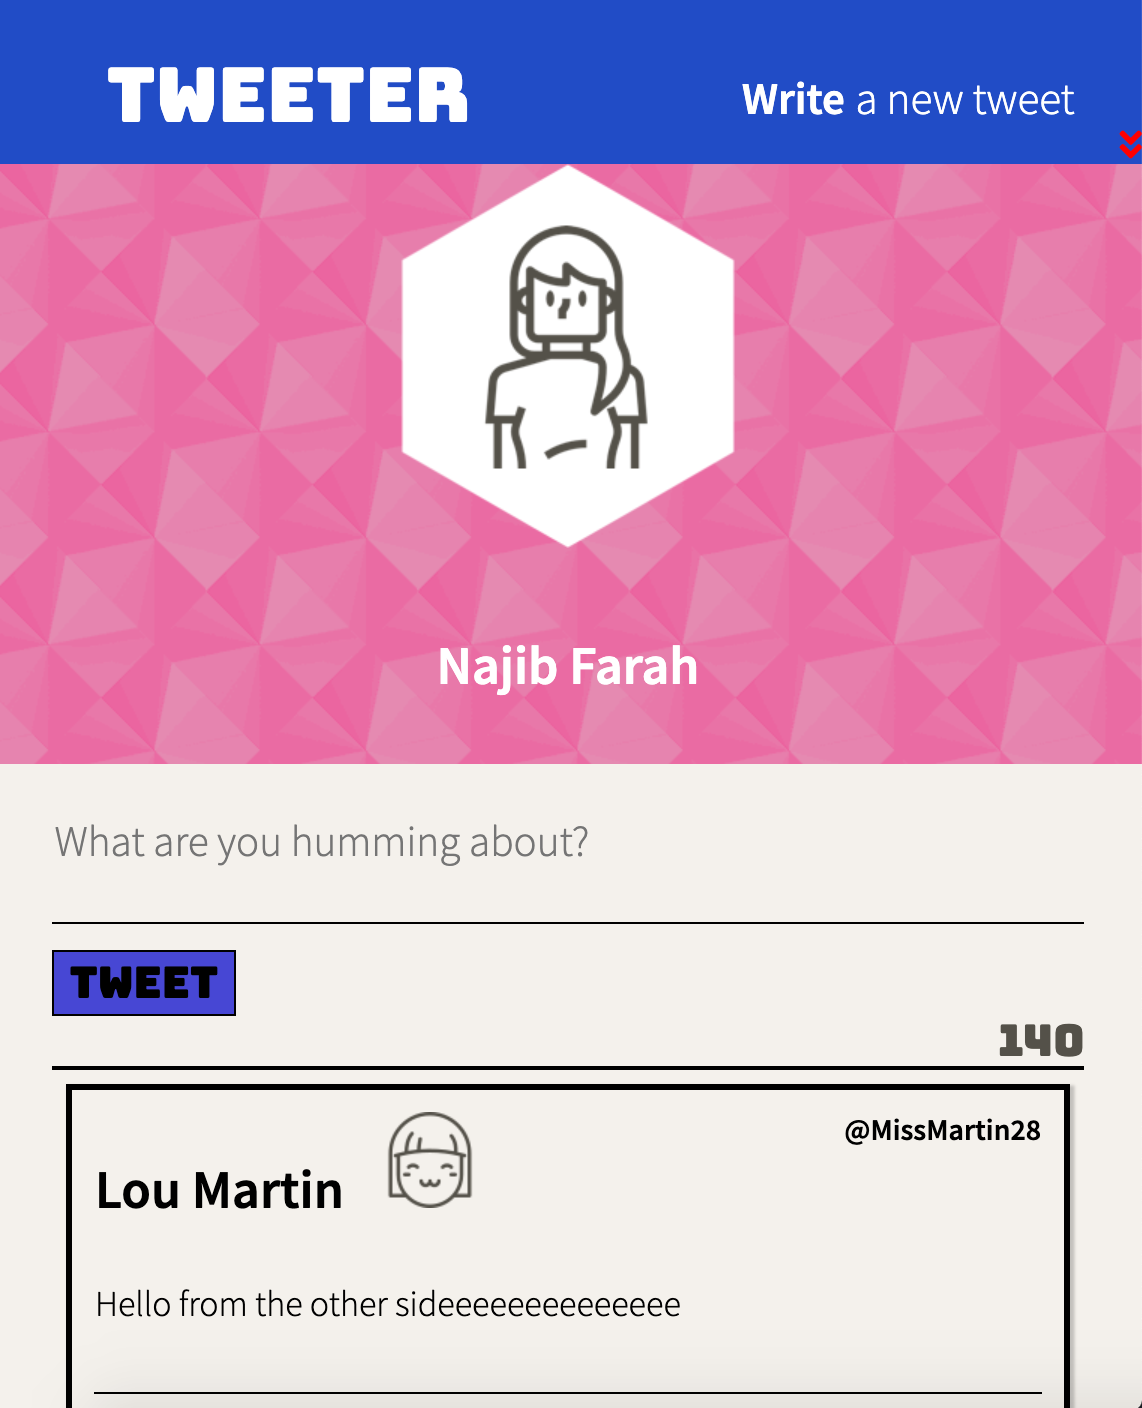 TWEETER
Write a new tweet
Najib Farah
What are you humming about?
TWEET
140
@MissMartin28
Lou Martin
Hello from the other sideeeeeeeeeeeeee